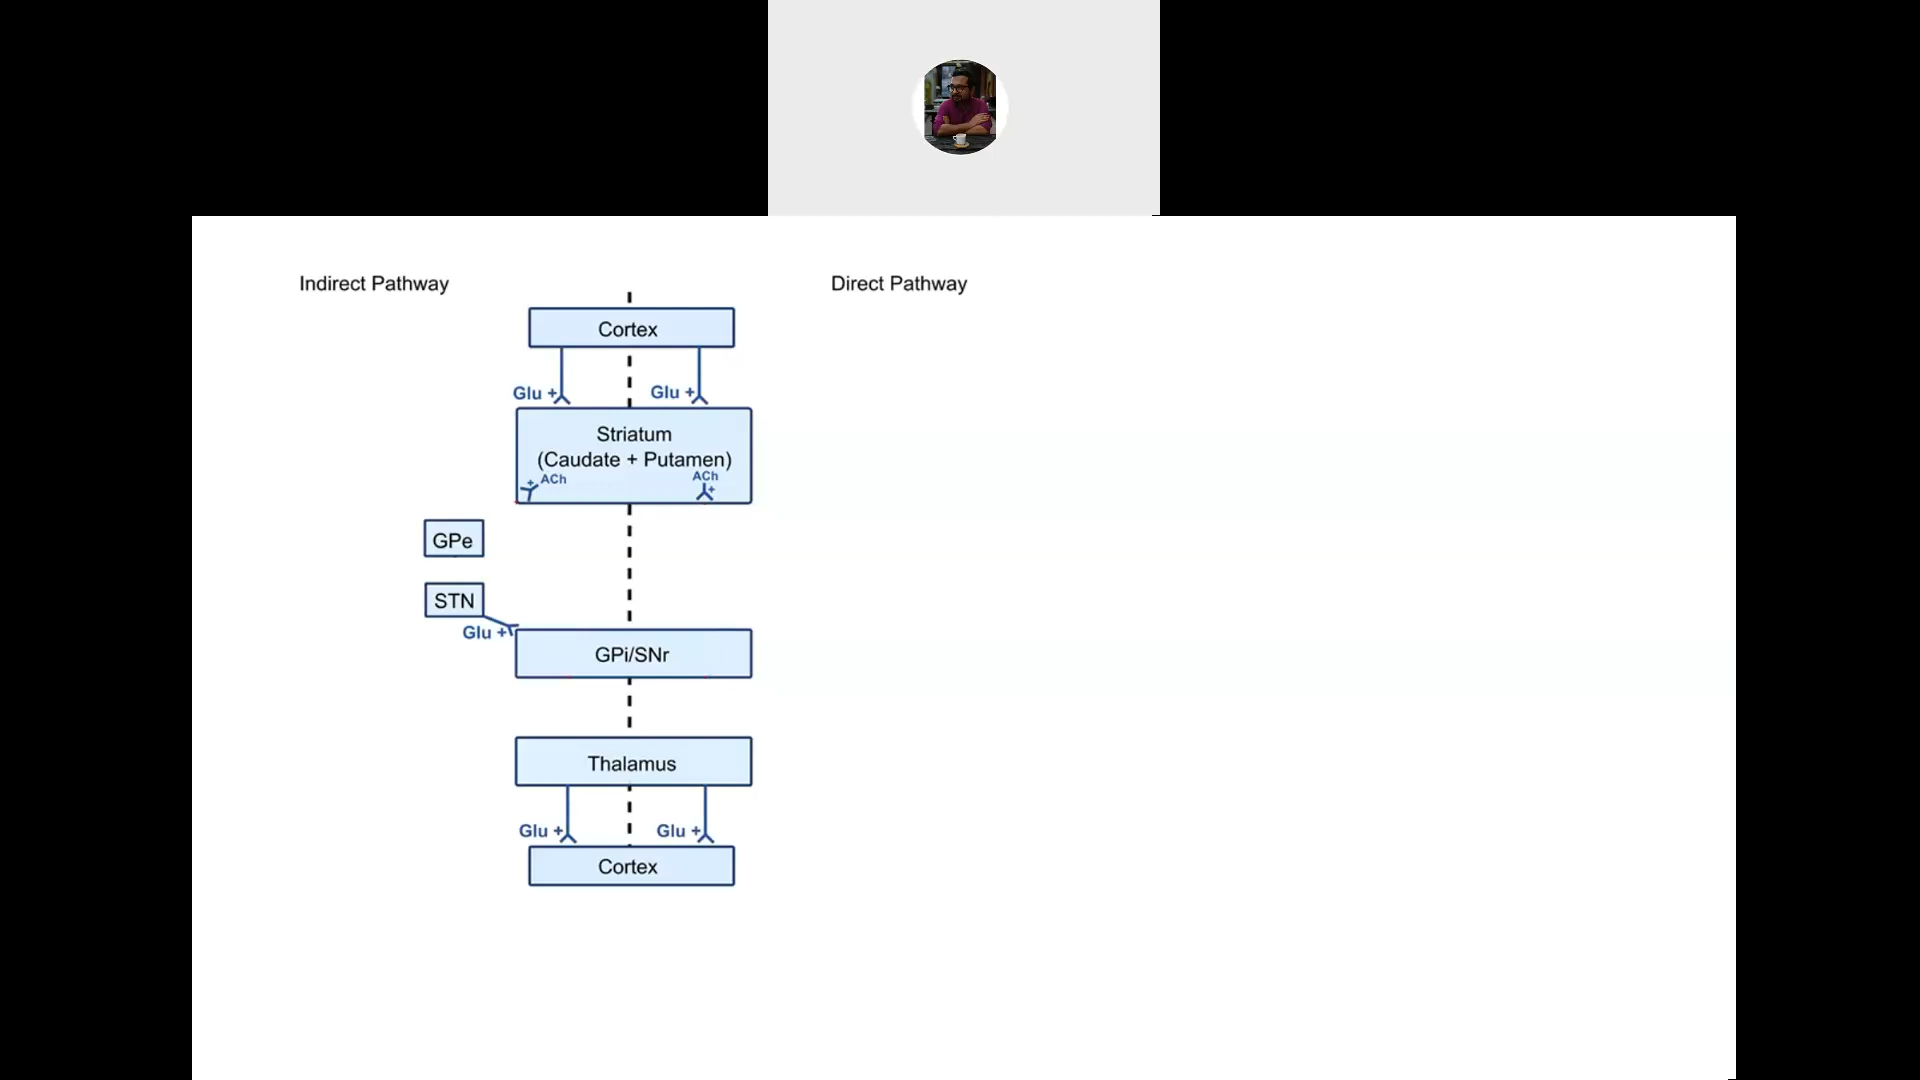 Indirect Pathway
Direct Pathway
Cortex
Glu +
Glu +
Striatum
(Caudate + Putamen)
+ ACh
ACh +
GPe
STN
Glu +
GPi/SNr
Thalamus
Glu +
Glu +
Cortex